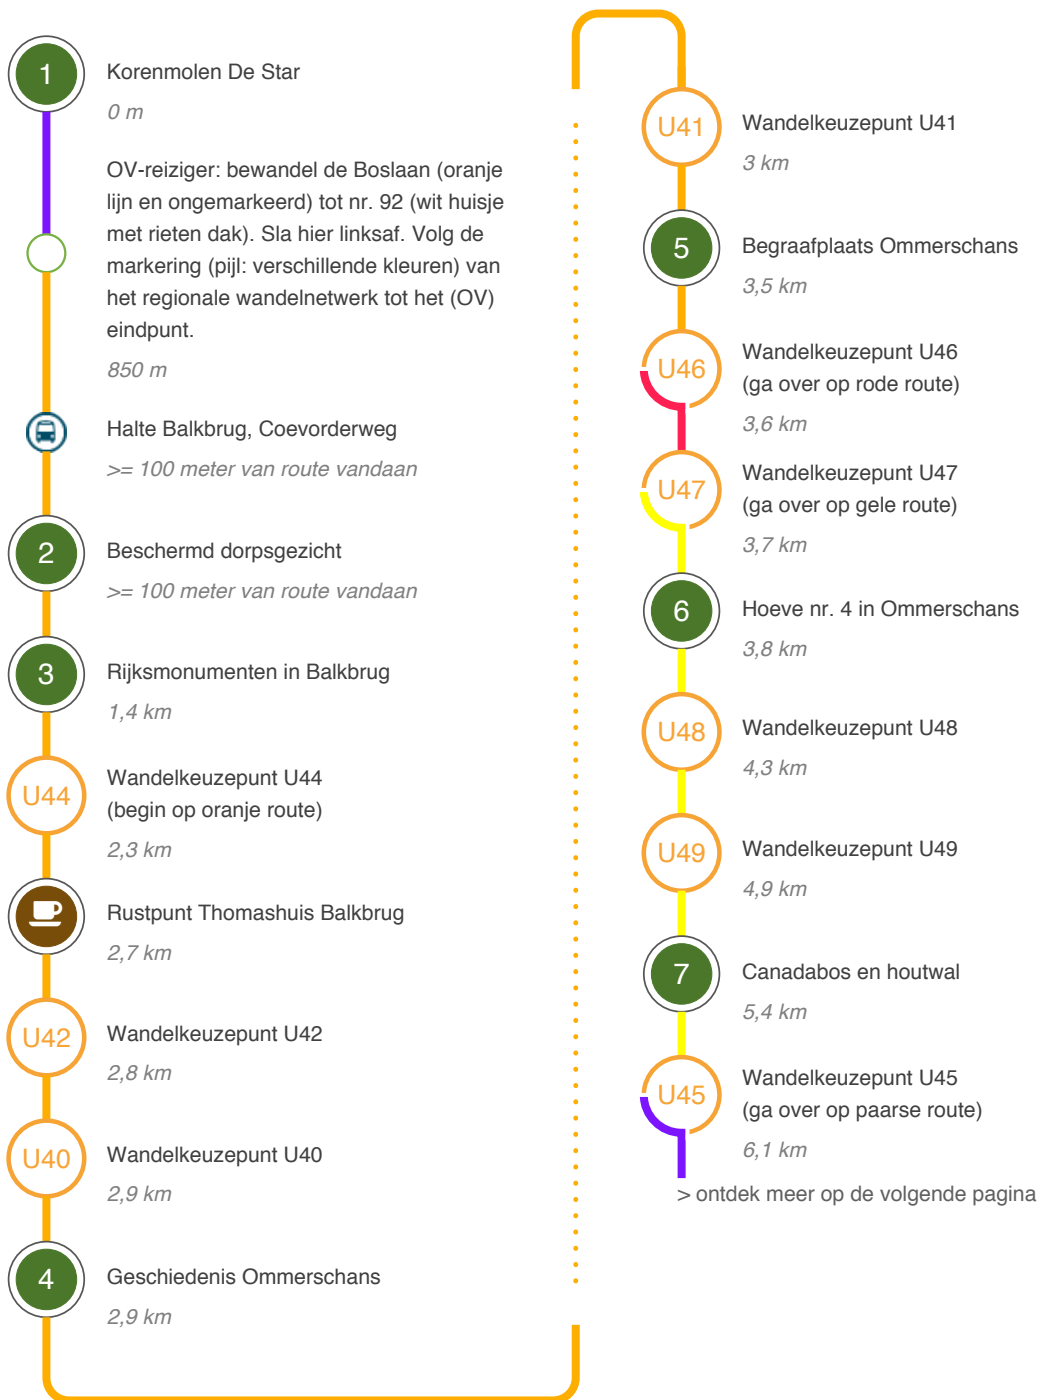 1
Korenmolen De Star
0 m
OV-reiziger: bewandel de Boslaan (oranje
lijn en ongemarkeerd) tot nr. 92 (wit huisje
met rieten dak). Sla hier linksaf. Volg de
markering (pijl: verschillende kleuren) van
het regionale wandelnetwerk tot het (OV)
eindpunt.
850 m
Halte Balkbrug, Coevorderweg
>= 100 meter van route vandaan
2
Beschermd dorpsgezicht
>= 100 meter van route vandaan
3
Rijksmonumenten in Balkbrug
1,4 km
U44
Wandelkeuzepunt U44
(begin op oranje route)
2,3 km
Rustpunt Thomashuis Balkbrug
2,7 km
U42
Wandelkeuzepunt U42
2,8 km
U40
Wandelkeuzepunt U40
2,9 km
4
Geschiedenis Ommerschans
2,9 km
U41
Wandelkeuzepunt U41
3 km
5
Begraafplaats Ommerschans
3,5 km
U46
Wandelkeuzepunt U46
(ga over op rode route)
3,6 km
U47
Wandelkeuzepunt U47
(ga over op gele route)
3,7 km
6
Hoeve nr. 4 in Ommerschans
3,8 km
U48
Wandelkeuzepunt U48
4,3 km
U49
Wandelkeuzepunt U49
4,9 km
7
Canadabos en houtwal
5,4 km
U45
Wandelkeuzepunt U45
(ga over op paarse route)
6,1 km
> ontdek meer op de volgende pagina